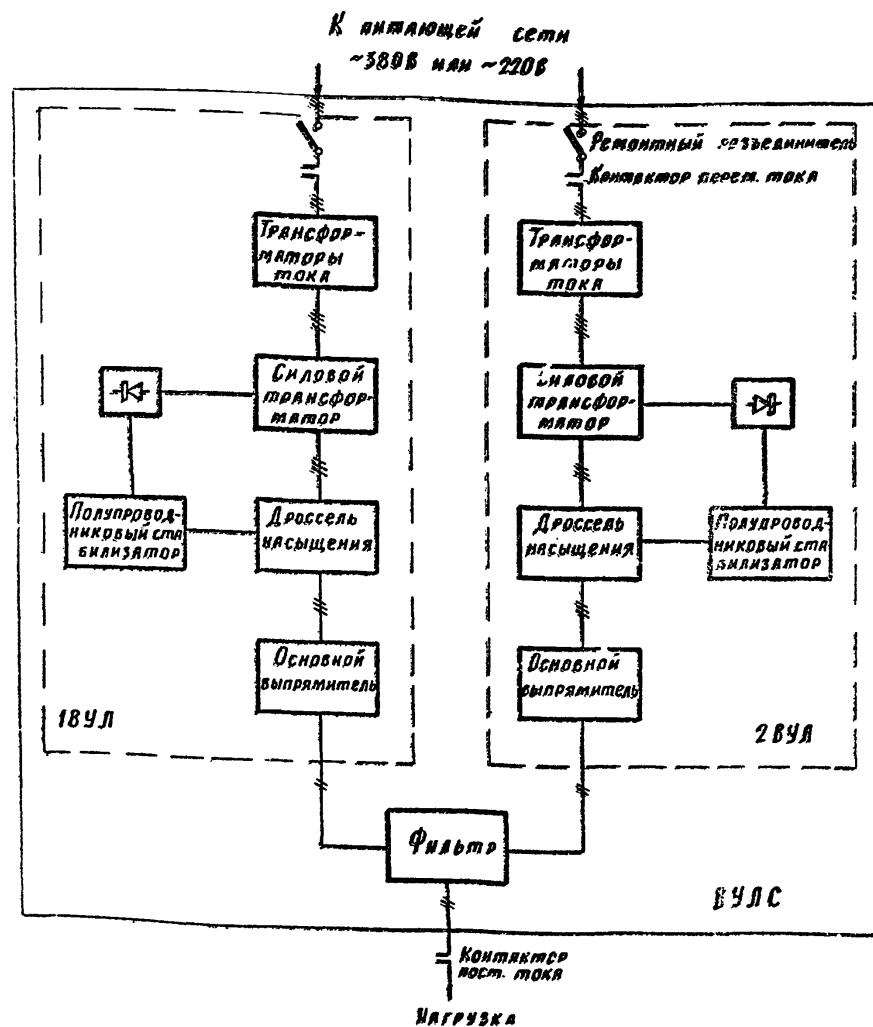 К питающей сети
~380В или ~220В
Ремонтный разъединитель
Контактор перем. тока
Трансфор-
маторы
тока
Трансфор-
маторы
тока
Силовой
трансфор-
матор
Силовой
трансфор-
матор
Полупровод-
никовый ста
билизатор
Дроссель
насыщения
Дроссель
насыщения
Полупровод-
никовый ста
билизатор
Основной
выпрямитель
Основной
выпрямитель
1ВУЛ
2ВУЛ
Фильтр
ВУЛС
Контактор
пост. тока
Нагрузка